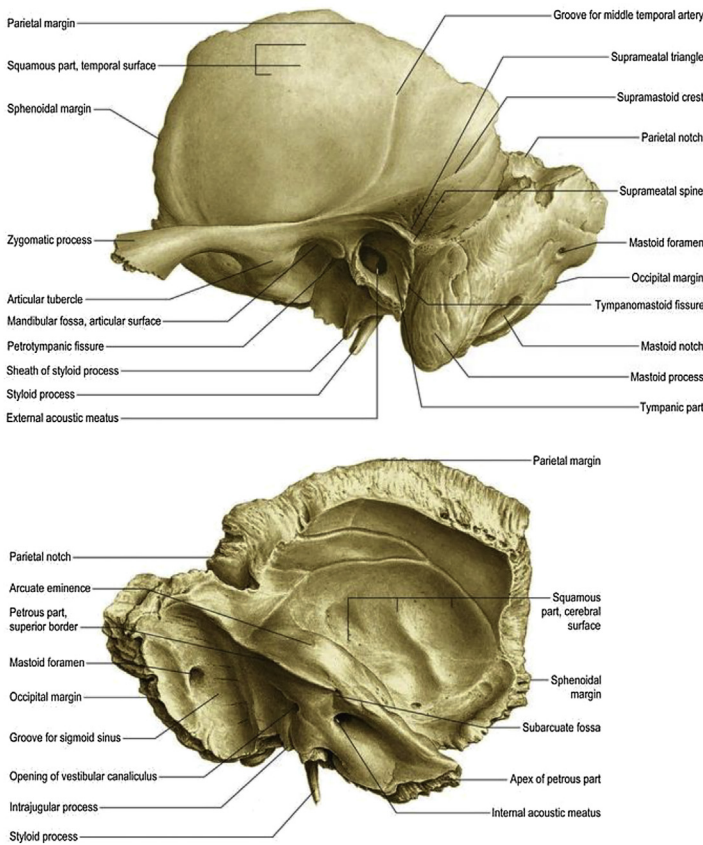 Parietal margin
Squamous part, temporal surface
Sphenoidal margin
Zygomatic process
Articular tubercle
Mandibular fossa, articular surface
Petrotympanic fissure
Sheath of styloid process
Styloid process
External acoustic meatus
Groove for middle temporal artery
Suprameatal triangle
Supramastoid crest
Parietal notch
Suprameatal spine
Mastoid foramen
Occipital margin
Tympanomastoid fissure
Mastoid notch
Mastoid process
Tympanic part
Parietal notch
Arcuate eminence
Petrous part,
superior border
Mastoid foramen
Occipital margin
Groove for sigmoid sinus
Opening of vestibular canaliculus
Intrajugular process
Styloid process
Parietal margin
Squamous
part, cerebral
surface
Sphenoidal
margin
Subarcuate fossa
Apex of petrous part
Internal acoustic meatus